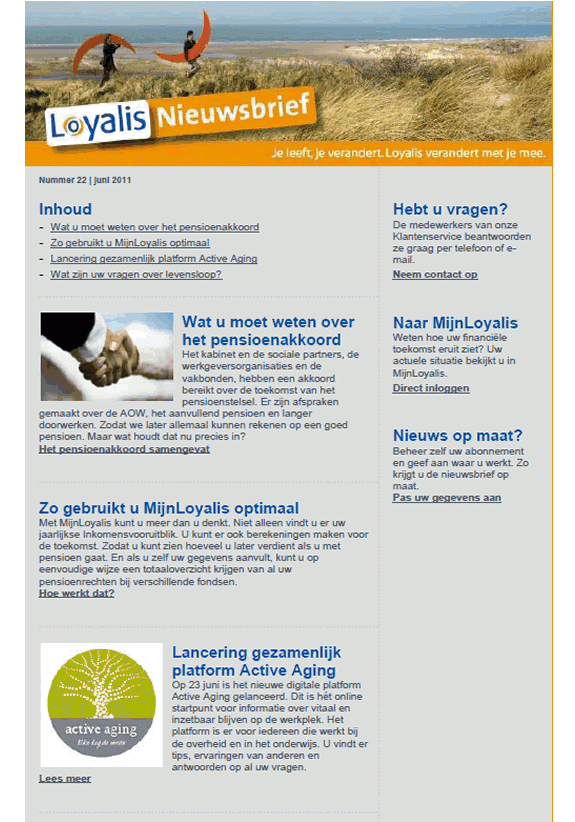 Loyalis Nieuwsbrief
Je leeft, je verandert. Loyalis verandert met je mee.
Nummer 22 | juni 2011
Inhoud
- Wat u moet weten over het pensioenakkoord
- Zo gebruikt u MijnLoyalis optimaal
- Lancering gezamenlijk platform Active Aging
- Wat zijn uw vragen over levensloop?
Wat u moet weten over
het pensioenakkoord
Het kabinet en de sociale partners, de
werkgeversorganisaties en de
vakbonden, hebben een akkoord
bereikt over de toekomst van het
pensioenstelsel. Er zijn afspraken
gemaakt over de AOW, het aanvullend pensioen en langer
doorwerken. Zodat we later allemaal kunnen rekenen op een goed
pensioen. Maar wat houdt dat nu precies in?
Het pensioenakkoord samengevat
Zo gebruikt u MijnLoyalis optimaal
Met MijnLoyalis kunt u meer dan u denkt. Niet alleen vindt u er uw
jaarlijkse Inkomensvooruitblik. U kunt er ook berekeningen maken voor
de toekomst. Zodat u kunt zien hoeveel u later verdient als u met
pensioen gaat. En als u zelf uw gegevens aanvult, kunt u op
eenvoudige wijze een totaaloverzicht krijgen van al uw
pensioenrechten bij verschillende fondsen.
Hoe werkt dat?
active aging
Elke dag de eerste
Lancering gezamenlijk
platform Active Aging
Op 23 juni is het nieuwe digitale platform
Active Aging gelanceerd. Dit is hét online
startpunt voor informatie over vitaal en
inzetbaar blijven op de werkplek. Het
platform is er voor iedereen die werkt bij
de overheid en in het onderwijs. U vindt er
tips, ervaringen van anderen en
antwoorden op al uw vragen.
Lees meer
Hebt u vragen?
De medewerkers van onze
Klantenservice beantwoorden
ze graag per telefoon of e-
mail.
Neem contact op
Naar MijnLoyalis
Weten hoe uw financiële
toekomst eruit ziet? Uw
actuele situatie bekijkt u in
MijnLoyalis.
Direct inloggen
Nieuws op maat?
Beheer zelf uw abonnement
en geef aan waar u werkt. Zo
krijgt u de nieuwsbrief op
maat.
Pas uw gegevens aan